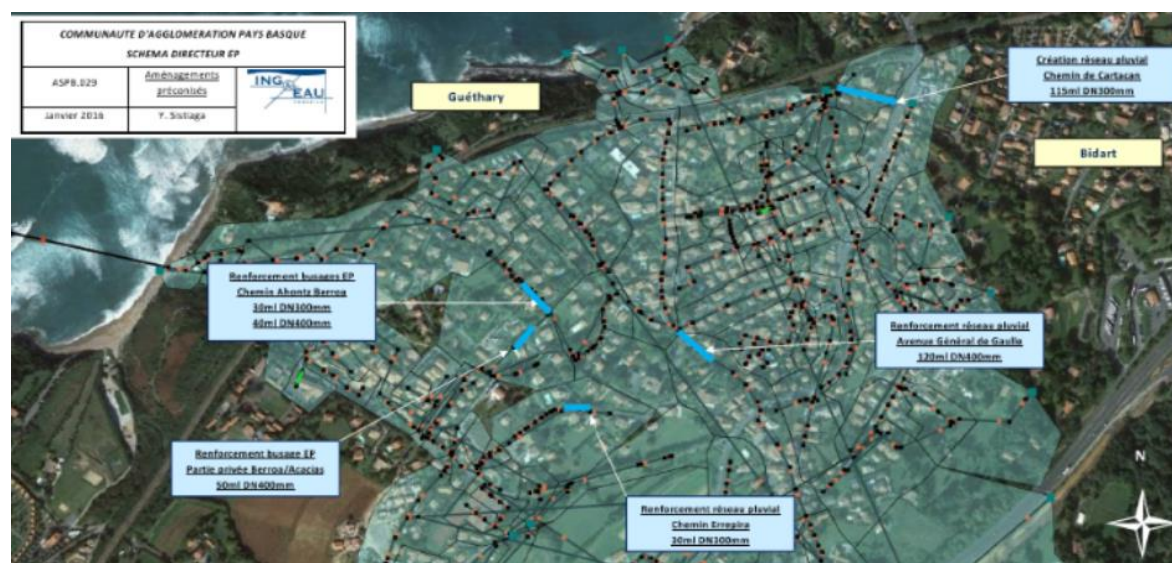 COMMUNAUTE D'AGGLOMERATION PAYS BASQUE
SCHEMA DIRECTEUR EP
ASPB.029
Aménagements
préconisés
ING
EAU
Janvier 2016
Y. Sistiaga
Guéthary
Création réseau pluvial
Chemin de Cartacan
115ml DN300mm
Bidart
Renforcement busages EP
Chemin Ahontz Berroa
30ml DN300mm
40ml DN400mm
Renforcement réseau pluvial
Avenue Général de Gaulle
120ml DN400mm
Renforcement busage EP
Partie privée Berroa/Acacias
50ml DN400mm
Renforcement réseau pluvial
Chemin Errepira
30ml DN300mm
N